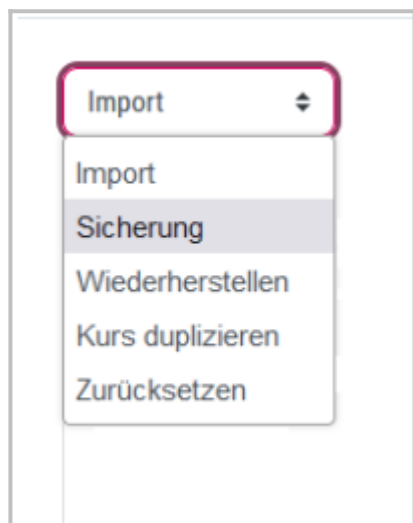 Import
Import
Sicherung
Wiederherstellen
Kurs duplizieren
Zurücksetzen